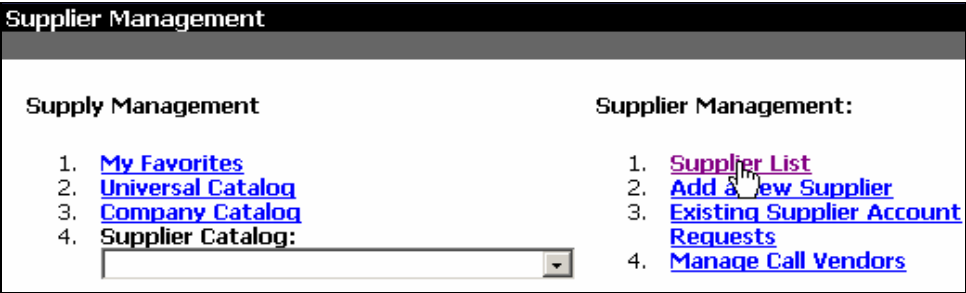 Supplier Management
Supply Management
1. My Favorites
2. Universal Catalog
3. Company Catalog
4. Supplier Catalog:
Supplier Management:
1. Supplier List
2. Add a New Supplier
3. Existing Supplier Account
Requests
4. Manage Call Vendors